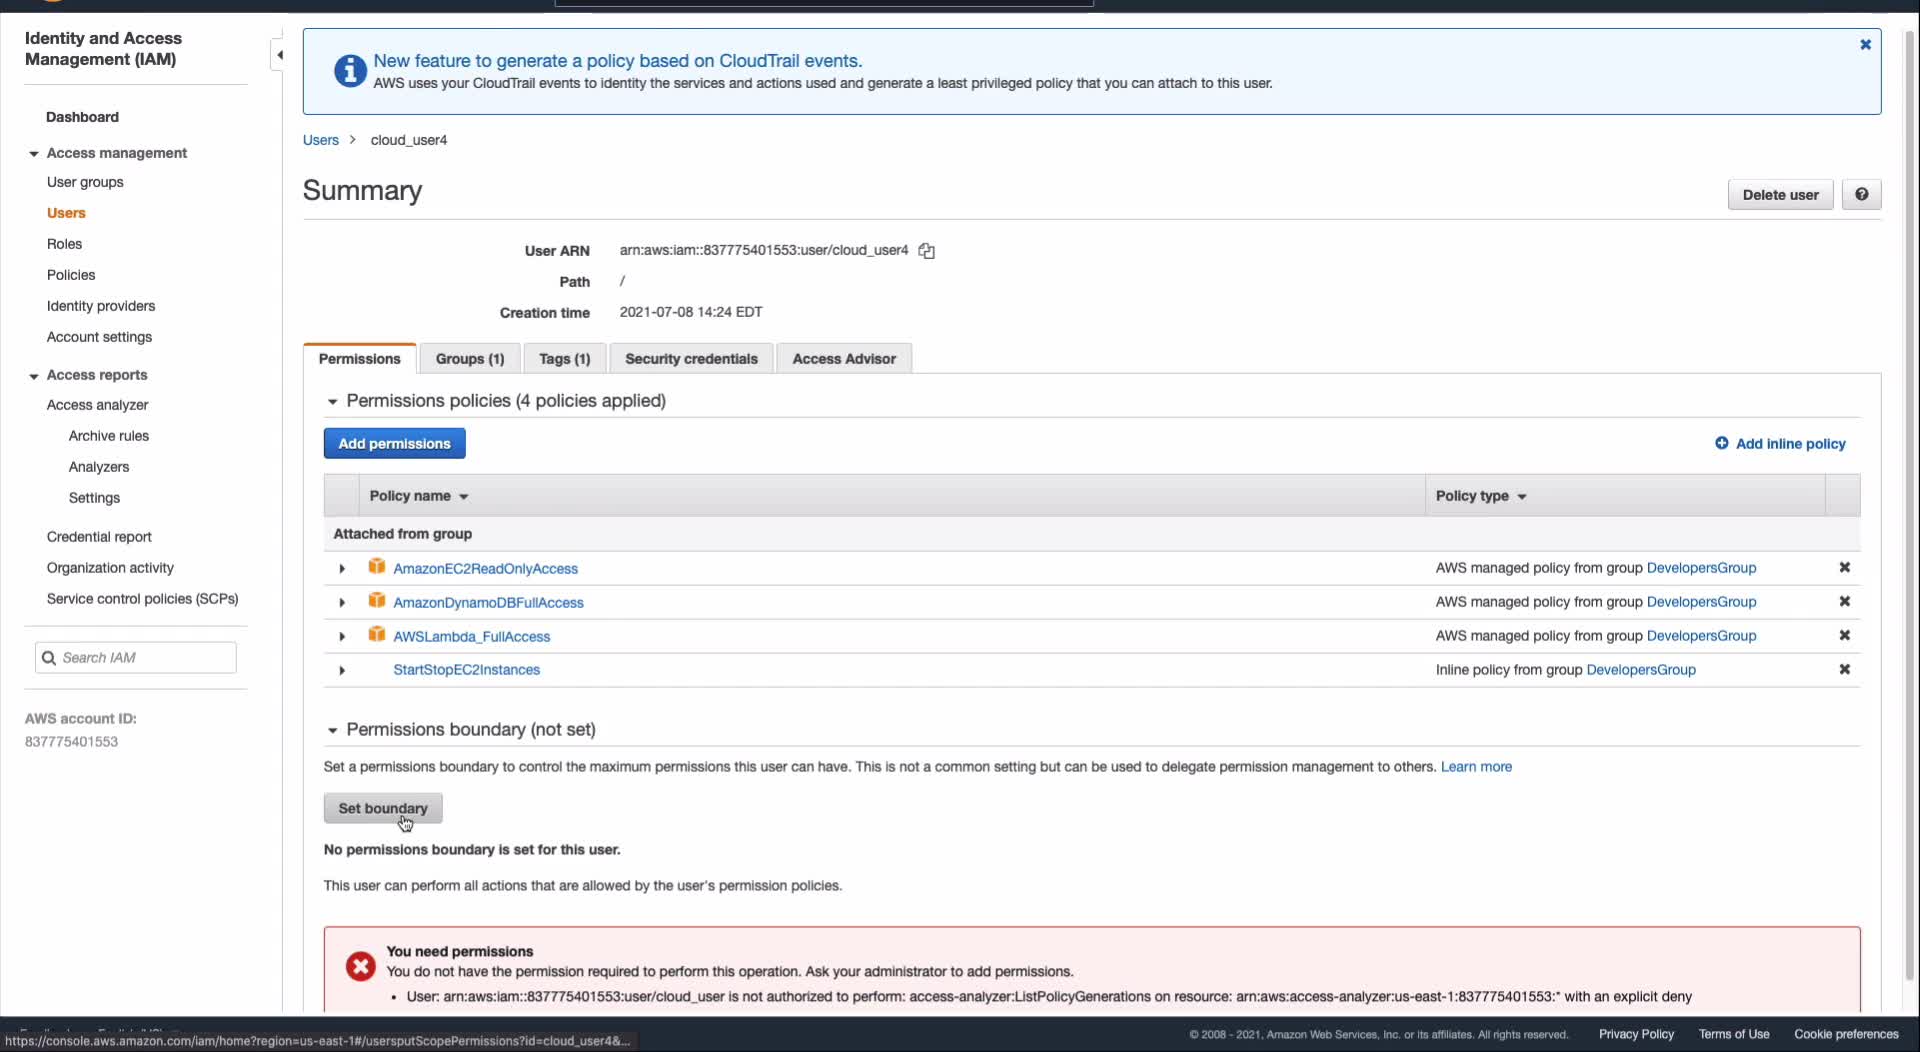 Identity and Access
Management (IAM)
Dashboard
Access management
User groups
Users
Roles
Policies
Identity providers
Account settings
Access reports
Access analyzer
Archive rules
Analyzers
Settings
Credential report
Organization activity
Service control policies (SCPs)
Search IAM
AWS account ID:
837775401553
New feature to generate a policy based on CloudTrail events.
AWS uses your CloudTrail events to identify the services and actions used and generate a least privileged policy that you can attach to this user.
Users > cloud_user4
Summary
Delete user
User ARN arn:aws:iam::837775401553:user/cloud_user4
Path /
Creation time 2021-07-08 14:24 EDT
Permissions Groups (1) Tags (1) Security credentials Access Advisor
Permissions policies (4 policies applied)
Add permissions Add inline policy
Policy name Policy type
Attached from group
AmazonEC2ReadOnlyAccess AWS managed policy from group DevelopersGroup
AmazonDynamoDBFullAccess AWS managed policy from group DevelopersGroup
AWSLambda_FullAccess AWS managed policy from group DevelopersGroup
StartStopEC2Instances Inline policy from group DevelopersGroup
Permissions boundary (not set)
Set a permissions boundary to control the maximum permissions this user can have. This is not a common setting but can be used to delegate permission management to others. Learn more
Set boundary
No permissions boundary is set for this user.
This user can perform all actions that are allowed by the user's permission policies.
You need permissions
You do not have the permission required to perform this operation. Ask your administrator to add permissions.
• User: arn:aws:iam::837775401553:user/cloud_user is not authorized to perform: access-analyzer:ListPolicyGenerations on resource: arn:aws:access-analyzer:us-east-1:837775401553:* with an explicit deny
https://console.aws.amazon.com/iam/home?region=us-east-1#/usersputScopePermissions?id=cloud_user4&...
© 2008 - 2021, Amazon Web Services, Inc. or its affiliates. All rights reserved. Privacy Policy Terms of Use Cookie preferences